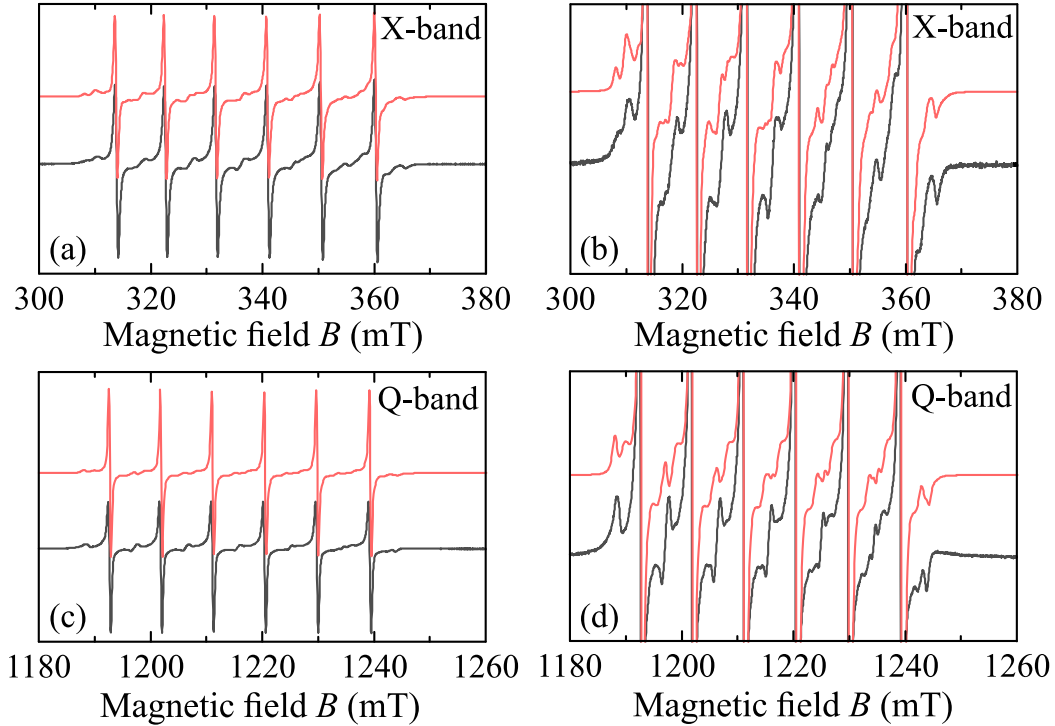 X-band
(a)
300 320 340 360 380
Magnetic field B (mT)
X-band
(b)
300 320 340 360 380
Magnetic field B (mT)
Q-band
(c)
1180 1200 1220 1240 1260
Magnetic field B (mT)
Q-band
(d)
1180 1200 1220 1240 1260
Magnetic field B (mT)